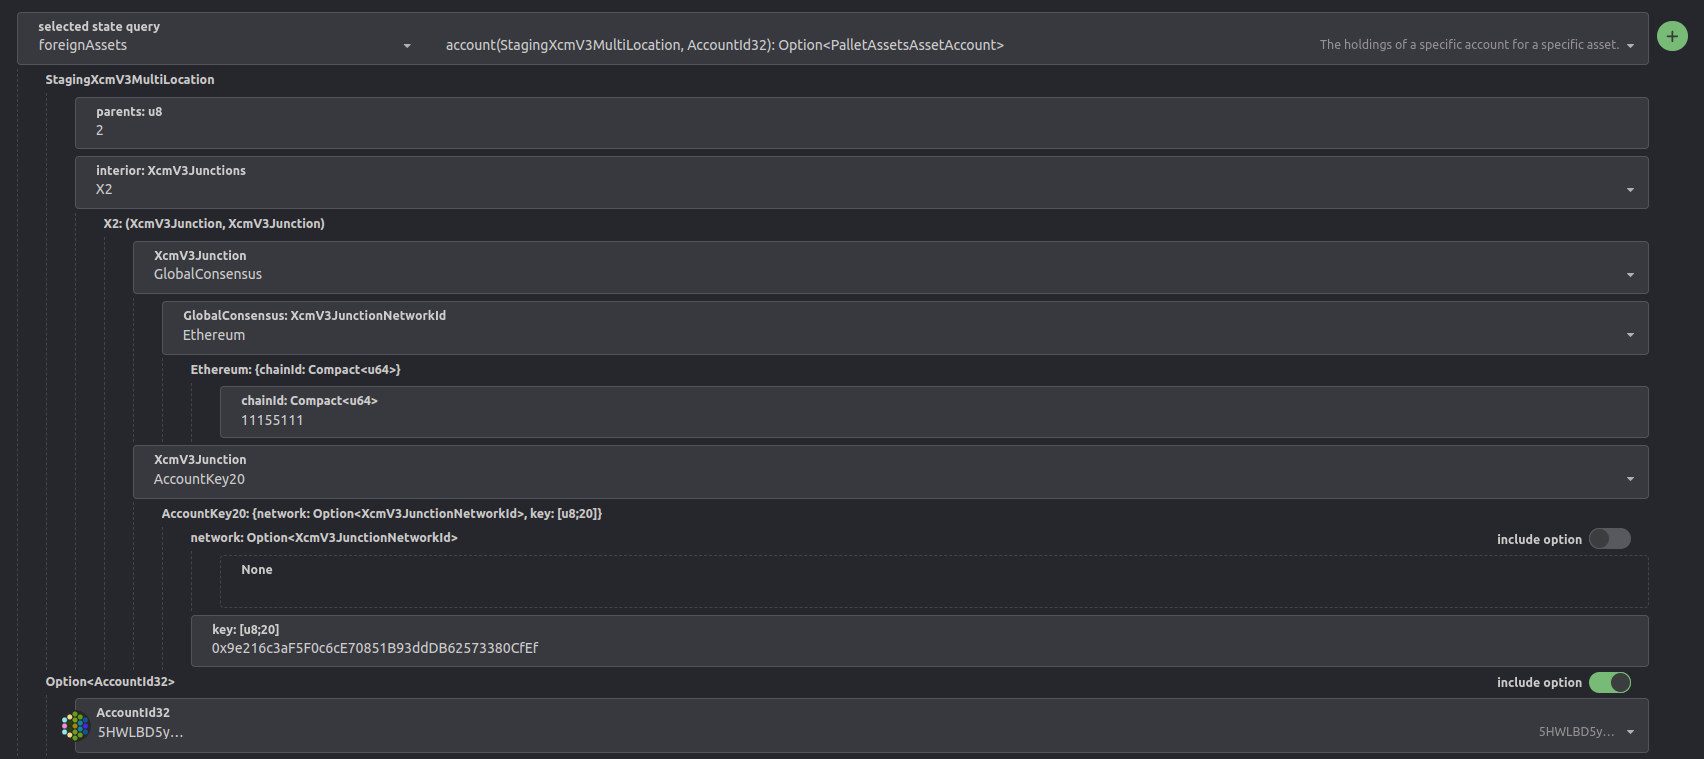 selected state query
foreignAssets
account(StagingXcmV3MultiLocation, AccountId32): Option<PalletAssetsAssetAccount>
The holdings of a specific account for a specific asset.
StagingXcmV3MultiLocation
parents: u8
2
interior: XcmV3Junctions
X2
X2: (XcmV3Junction, XcmV3Junction)
XcmV3Junction
GlobalConsensus
GlobalConsensus: XcmV3JunctionNetworkId
Ethereum
Ethereum: {chainId: Compact<u64>}
chainId: Compact<u64>
11155111
XcmV3Junction
AccountKey20
AccountKey20: {network: Option<XcmV3JunctionNetworkId>, key: [u8;20]}
network: Option<XcmV3JunctionNetworkId>
include option
None
key: [u8;20]
0x9e216c3aF5F0c6cE70851B93ddDB62573380CfEf
Option<AccountId32>
include option
AccountId32
5HWLBD5y...
5HWLBD5y...